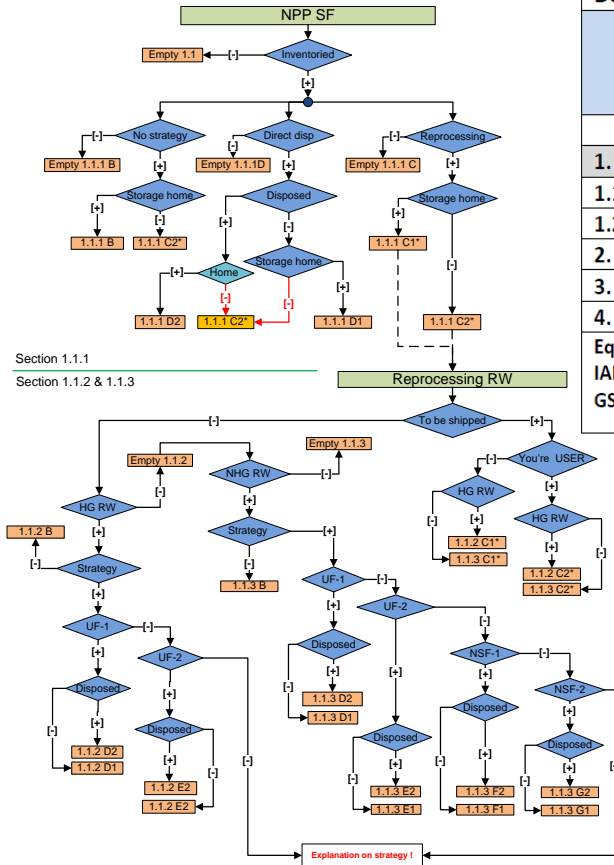 NPP SF
Empty 1.1
[-]
Inventoried
[+]
[-]
[-]
[-]
No strategy
Direct disp
Reprocessing
Empty 1.1.1 B
[+]
Empty 1.1.1D
[+]
Empty 1.1.1 C
[+]
Storage home
Disposed
Storage home
[+]
[-]
[+]
[-]
[+]
1.1.1 B
1.1.1 C2*
1.1.1 C1*
[+]
Home
Storage home
[-]
[-]
[-]
[+]
1.1.1 D2
1.1.1 C2*
1.1.1 D1
1.1.1 C2*
Section 1.1.1
Section 1.1.2 & 1.1.3
Reprocessing RW
[-]
To be shipped
[+]
Empty 1.1.3
Empty 1.1.2
[-]
You're USER
[-]
NHG RW
[-]
[+]
HG RW
HG RW
[+]
[+]
HG RW
1.1.2 B
[+]
Strategy
[+]
[-]
1.1.2 C1*
[+]
[-]
1.1.3 C1*
[-]
Strategy
[-]
1.1.2 C2*
UF-1
[-]
1.1.3 B
1.1.3 C2*
[+]
UF-2
[+]
[-]
UF-1
[-]
UF-2
Disposed
NSF-1
[-]
[+]
[+]
[-]
[+]
[+]
NSF-2
Disposed
1.1.3 D2
[+]
[-]
[+]
1.1.3 D1
Disposed
[+]
Disposed
Disposed
[-]
Disposed
1.1.2 D2
[+]
[-]
[-]
[+]
[+]
[-]
[+]
1.1.2 D1
1.1.2 E2
1.1.3 E2
1.1.3 F2
1.1.3 G2
1.1.2 E2
1.1.3 E1
1.1.3 F1
1.1.3 G1
Explanation on strategy !
1.
1.
1.
2.
3.
4.
Eq
GS